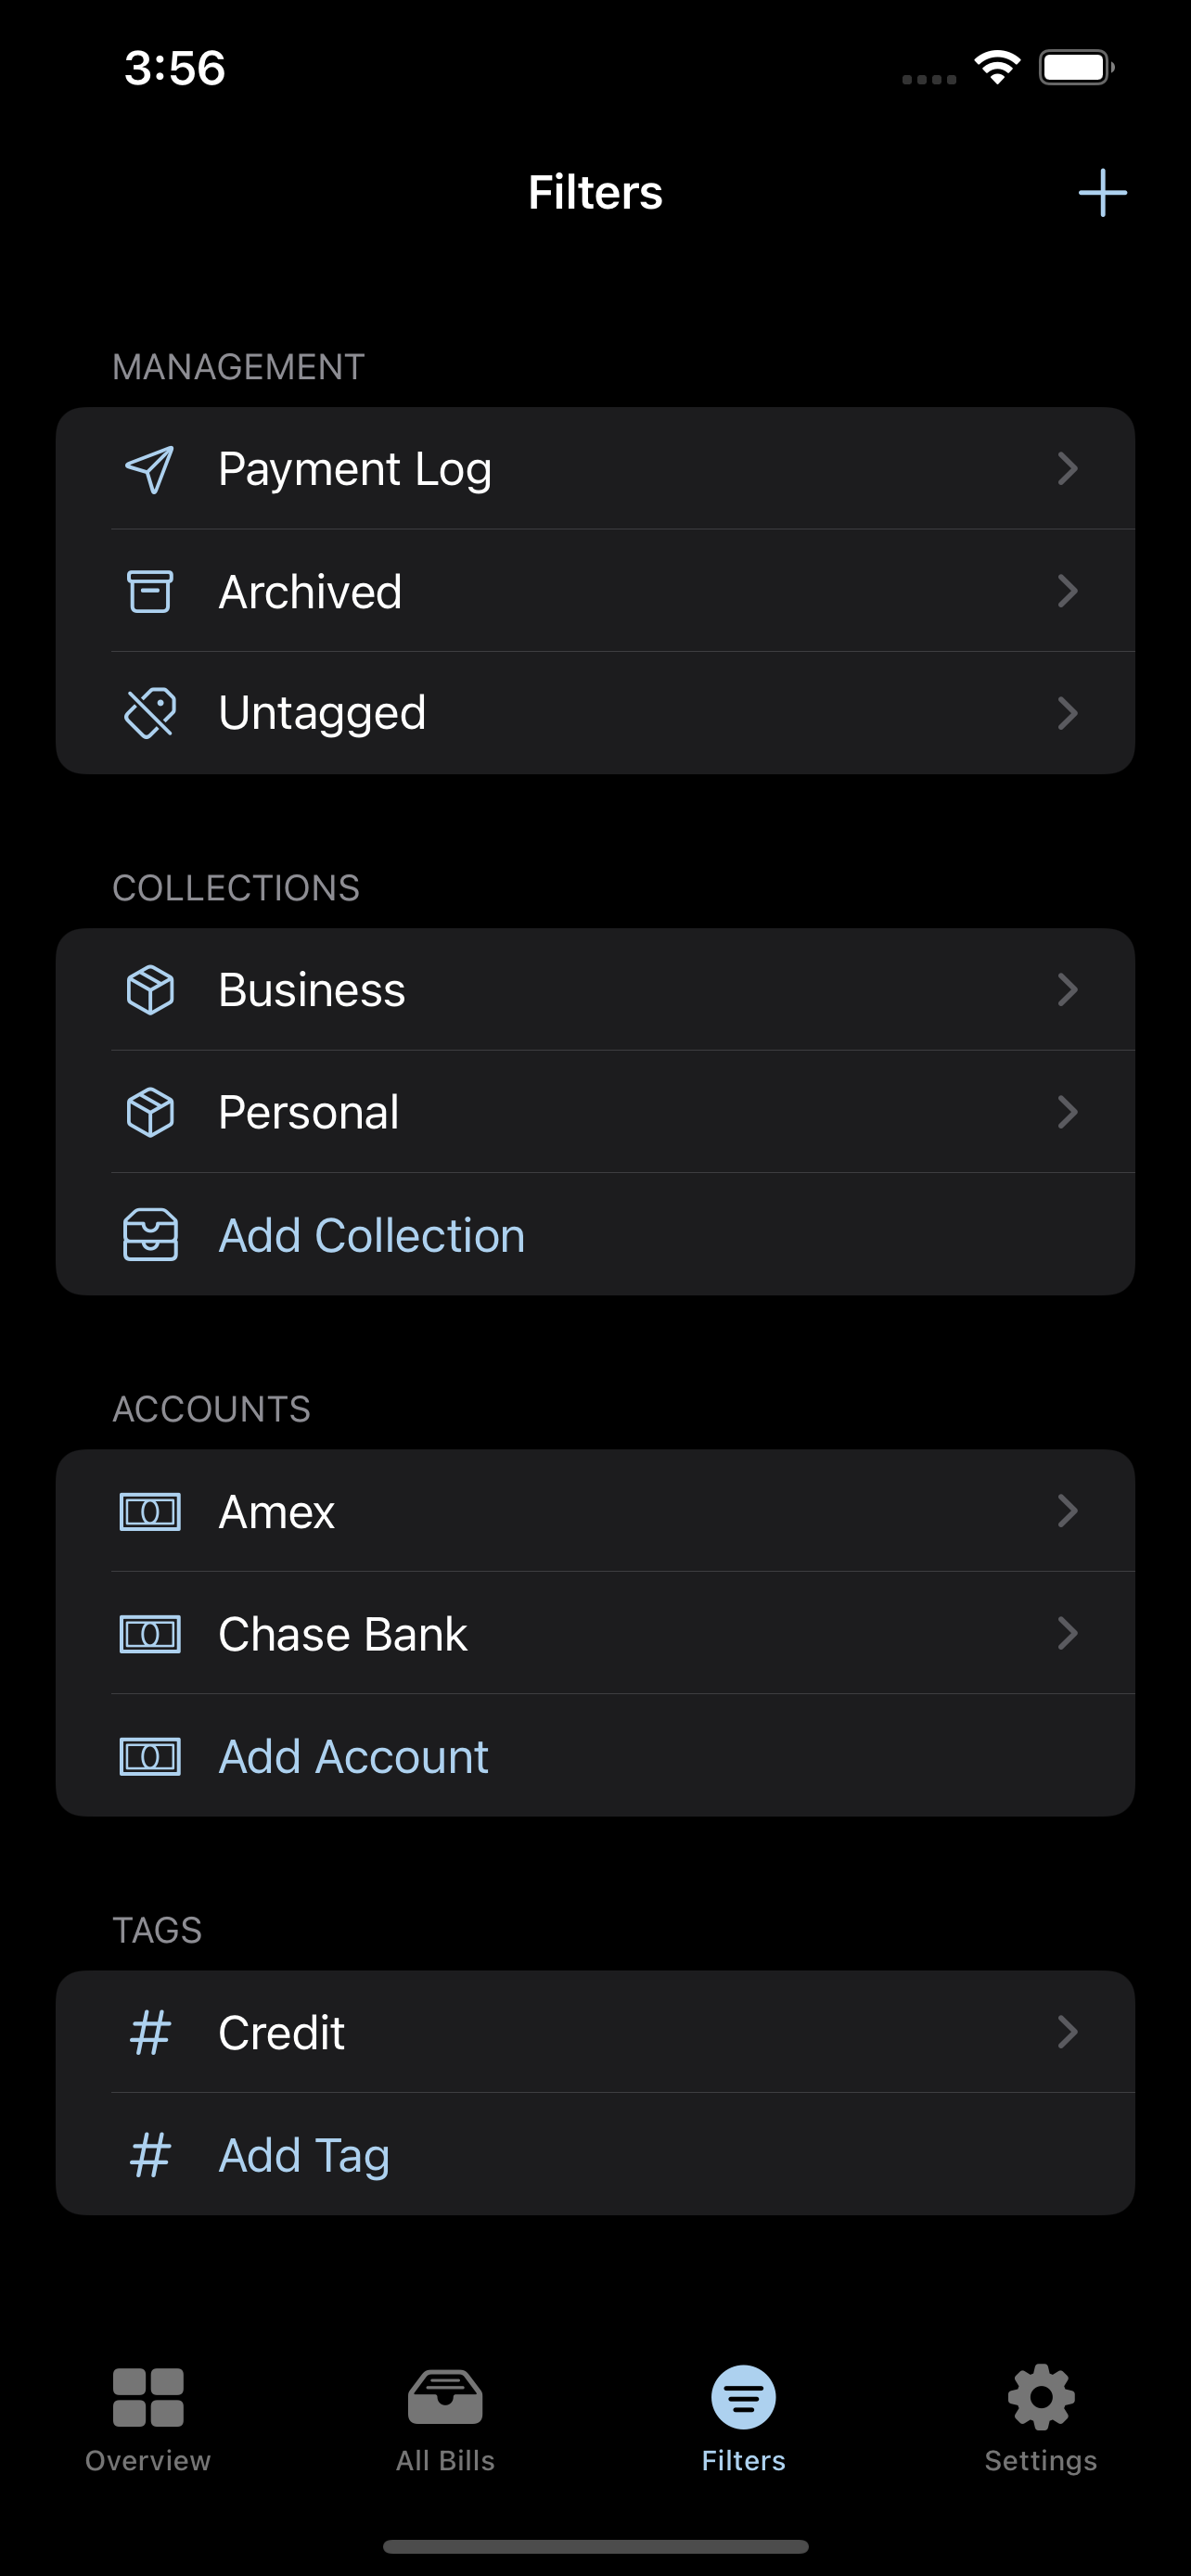 3:56
Filters
MANAGEMENT
Payment Log
Archived
Untagged
COLLECTIONS
Business
Personal
Add Collection
ACCOUNTS
Amex
Chase Bank
Add Account
TAGS
# Credit
# Add Tag
Overview
All Bills
Filters
Settings